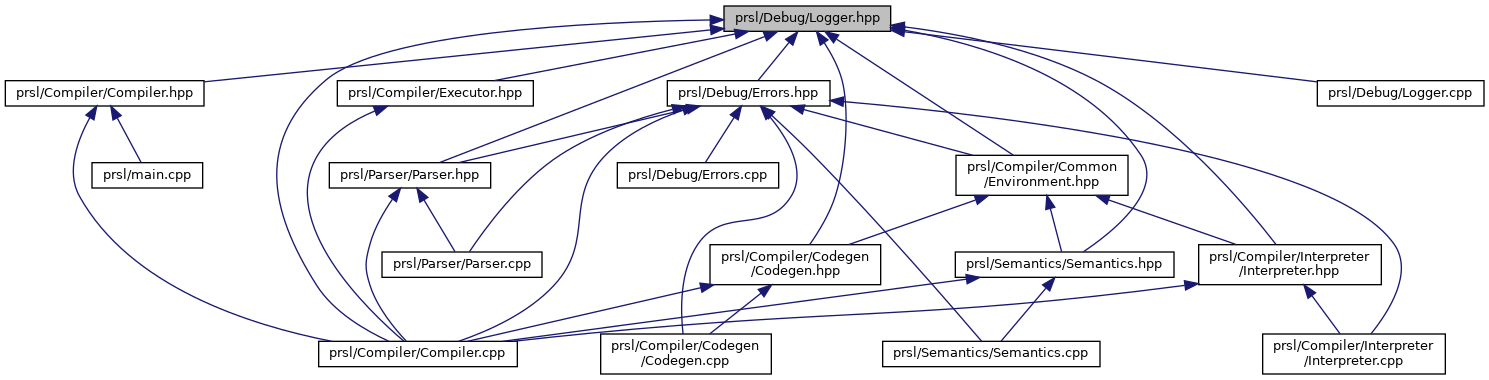 prsl/Debug/Logger.hpp
prsl/Compiler/Compiler.hpp
prsl/Compiler/Executor.hpp
prsl/Debug/Errors.hpp
prsl/Debug/Logger.cpp
prsl/main.cpp
prsl/Parser/Parser.hpp
prsl/Debug/Errors.cpp
prsl/Compiler/Common
/Environment.hpp
prsl/Parser/Parser.cpp
prsl/Compiler/Codegen
/Codegen.hpp
prsl/Semantics/Semantics.hpp
prsl/Compiler/Interpreter
/Interpreter.hpp
prsl/Compiler/Compiler.cpp
prsl/Compiler/Codegen
/Codegen.cpp
prsl/Semantics/Semantics.cpp
prsl/Compiler/Interpreter
/Interpreter.cpp